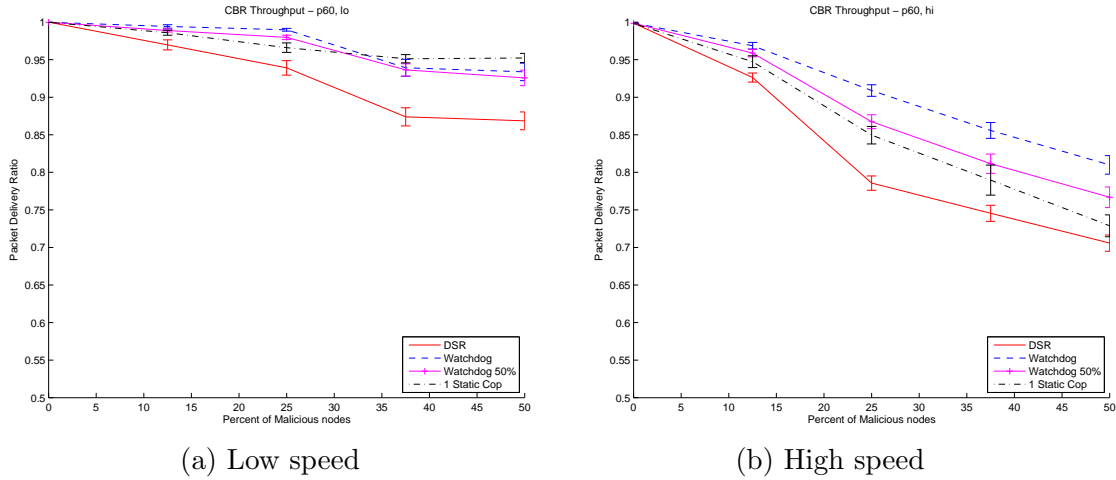 CBR Throughput – p60, lo
Packet Delivery Ratio
1
0.95
0.9
0.85
0.8
0.75
0.7
0.65
0.6
0.55
0.5
DSR
Watchdog
Watchdog 50%
1 Static Cop
0 5 10 15 20 25 30 35 40 45 50
Percent of Malicious nodes
(a) Low speed
CBR Throughput – p60, hi
Packet Delivery Ratio
1
0.95
0.9
0.85
0.8
0.75
0.7
0.65
0.6
0.55
0.5
DSR
Watchdog
Watchdog 50%
1 Static Cop
0 5 10 15 20 25 30 35 40 45 50
Percent of Malicious nodes
(b) High speed